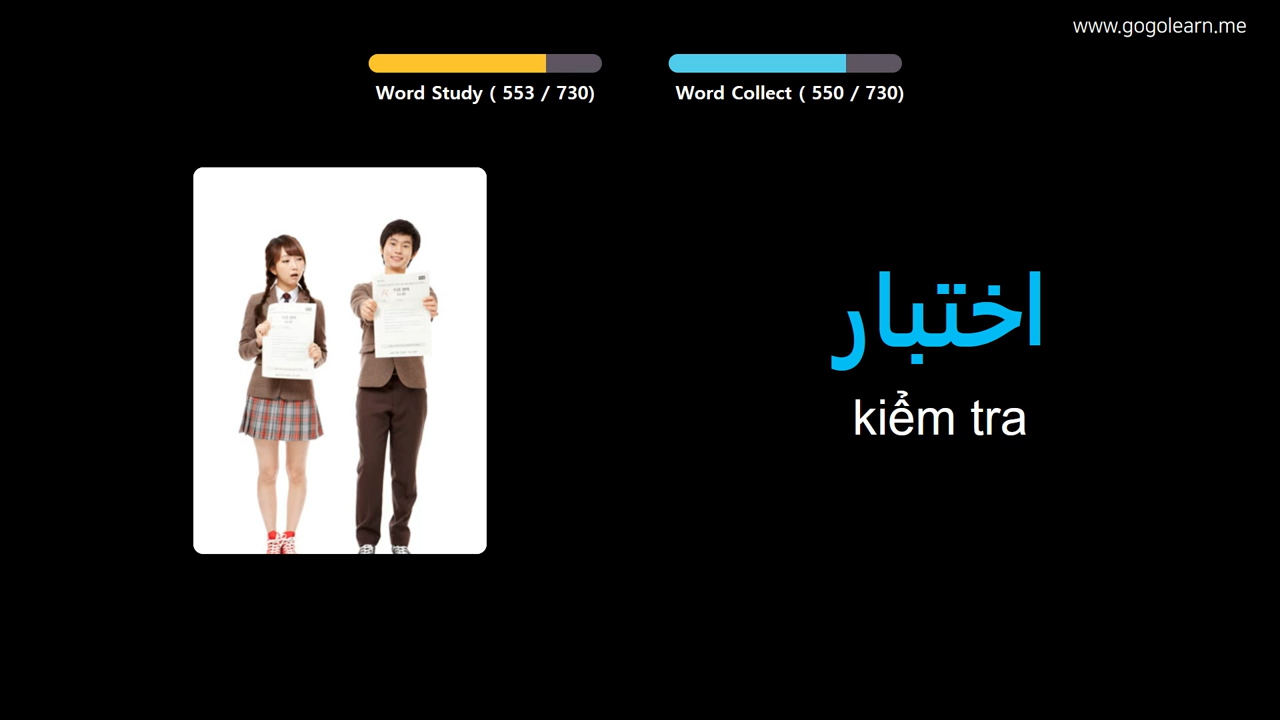 www.gogolearn.me
Word Study ( 553 / 730)
Word Collect ( 550 / 730)
اختبار
kiểm tra